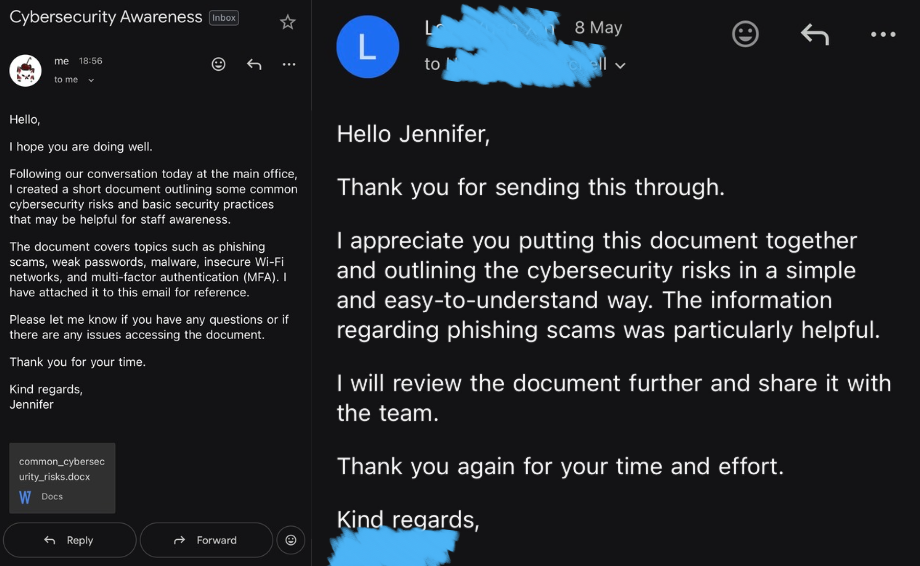 Cybersecurity Awareness Inbox
me 18:56
to me
Hello,
I hope you are doing well.
Following our conversation today at the main office,
I created a short document outlining some common
cybersecurity risks and basic security practices
that may be helpful for staff awareness.
The document covers topics such as phishing
scams, weak passwords, malware, insecure Wi-Fi
networks, and multi-factor authentication (MFA). I
have attached it to this email for reference.
Please let me know if you have any questions or if
there are any issues accessing the document.
Thank you for your time.
Kind regards,
Jennifer
common_cybersec
urity_risks.docx
W Docs
Reply
Forward
L
8 May
to
Hello Jennifer,
Thank you for sending this through.
I appreciate you putting this document together
and outlining the cybersecurity risks in a simple
and easy-to-understand way. The information
regarding phishing scams was particularly helpful.
I will review the document further and share it with
the team.
Thank you again for your time and effort.
Kind regards,